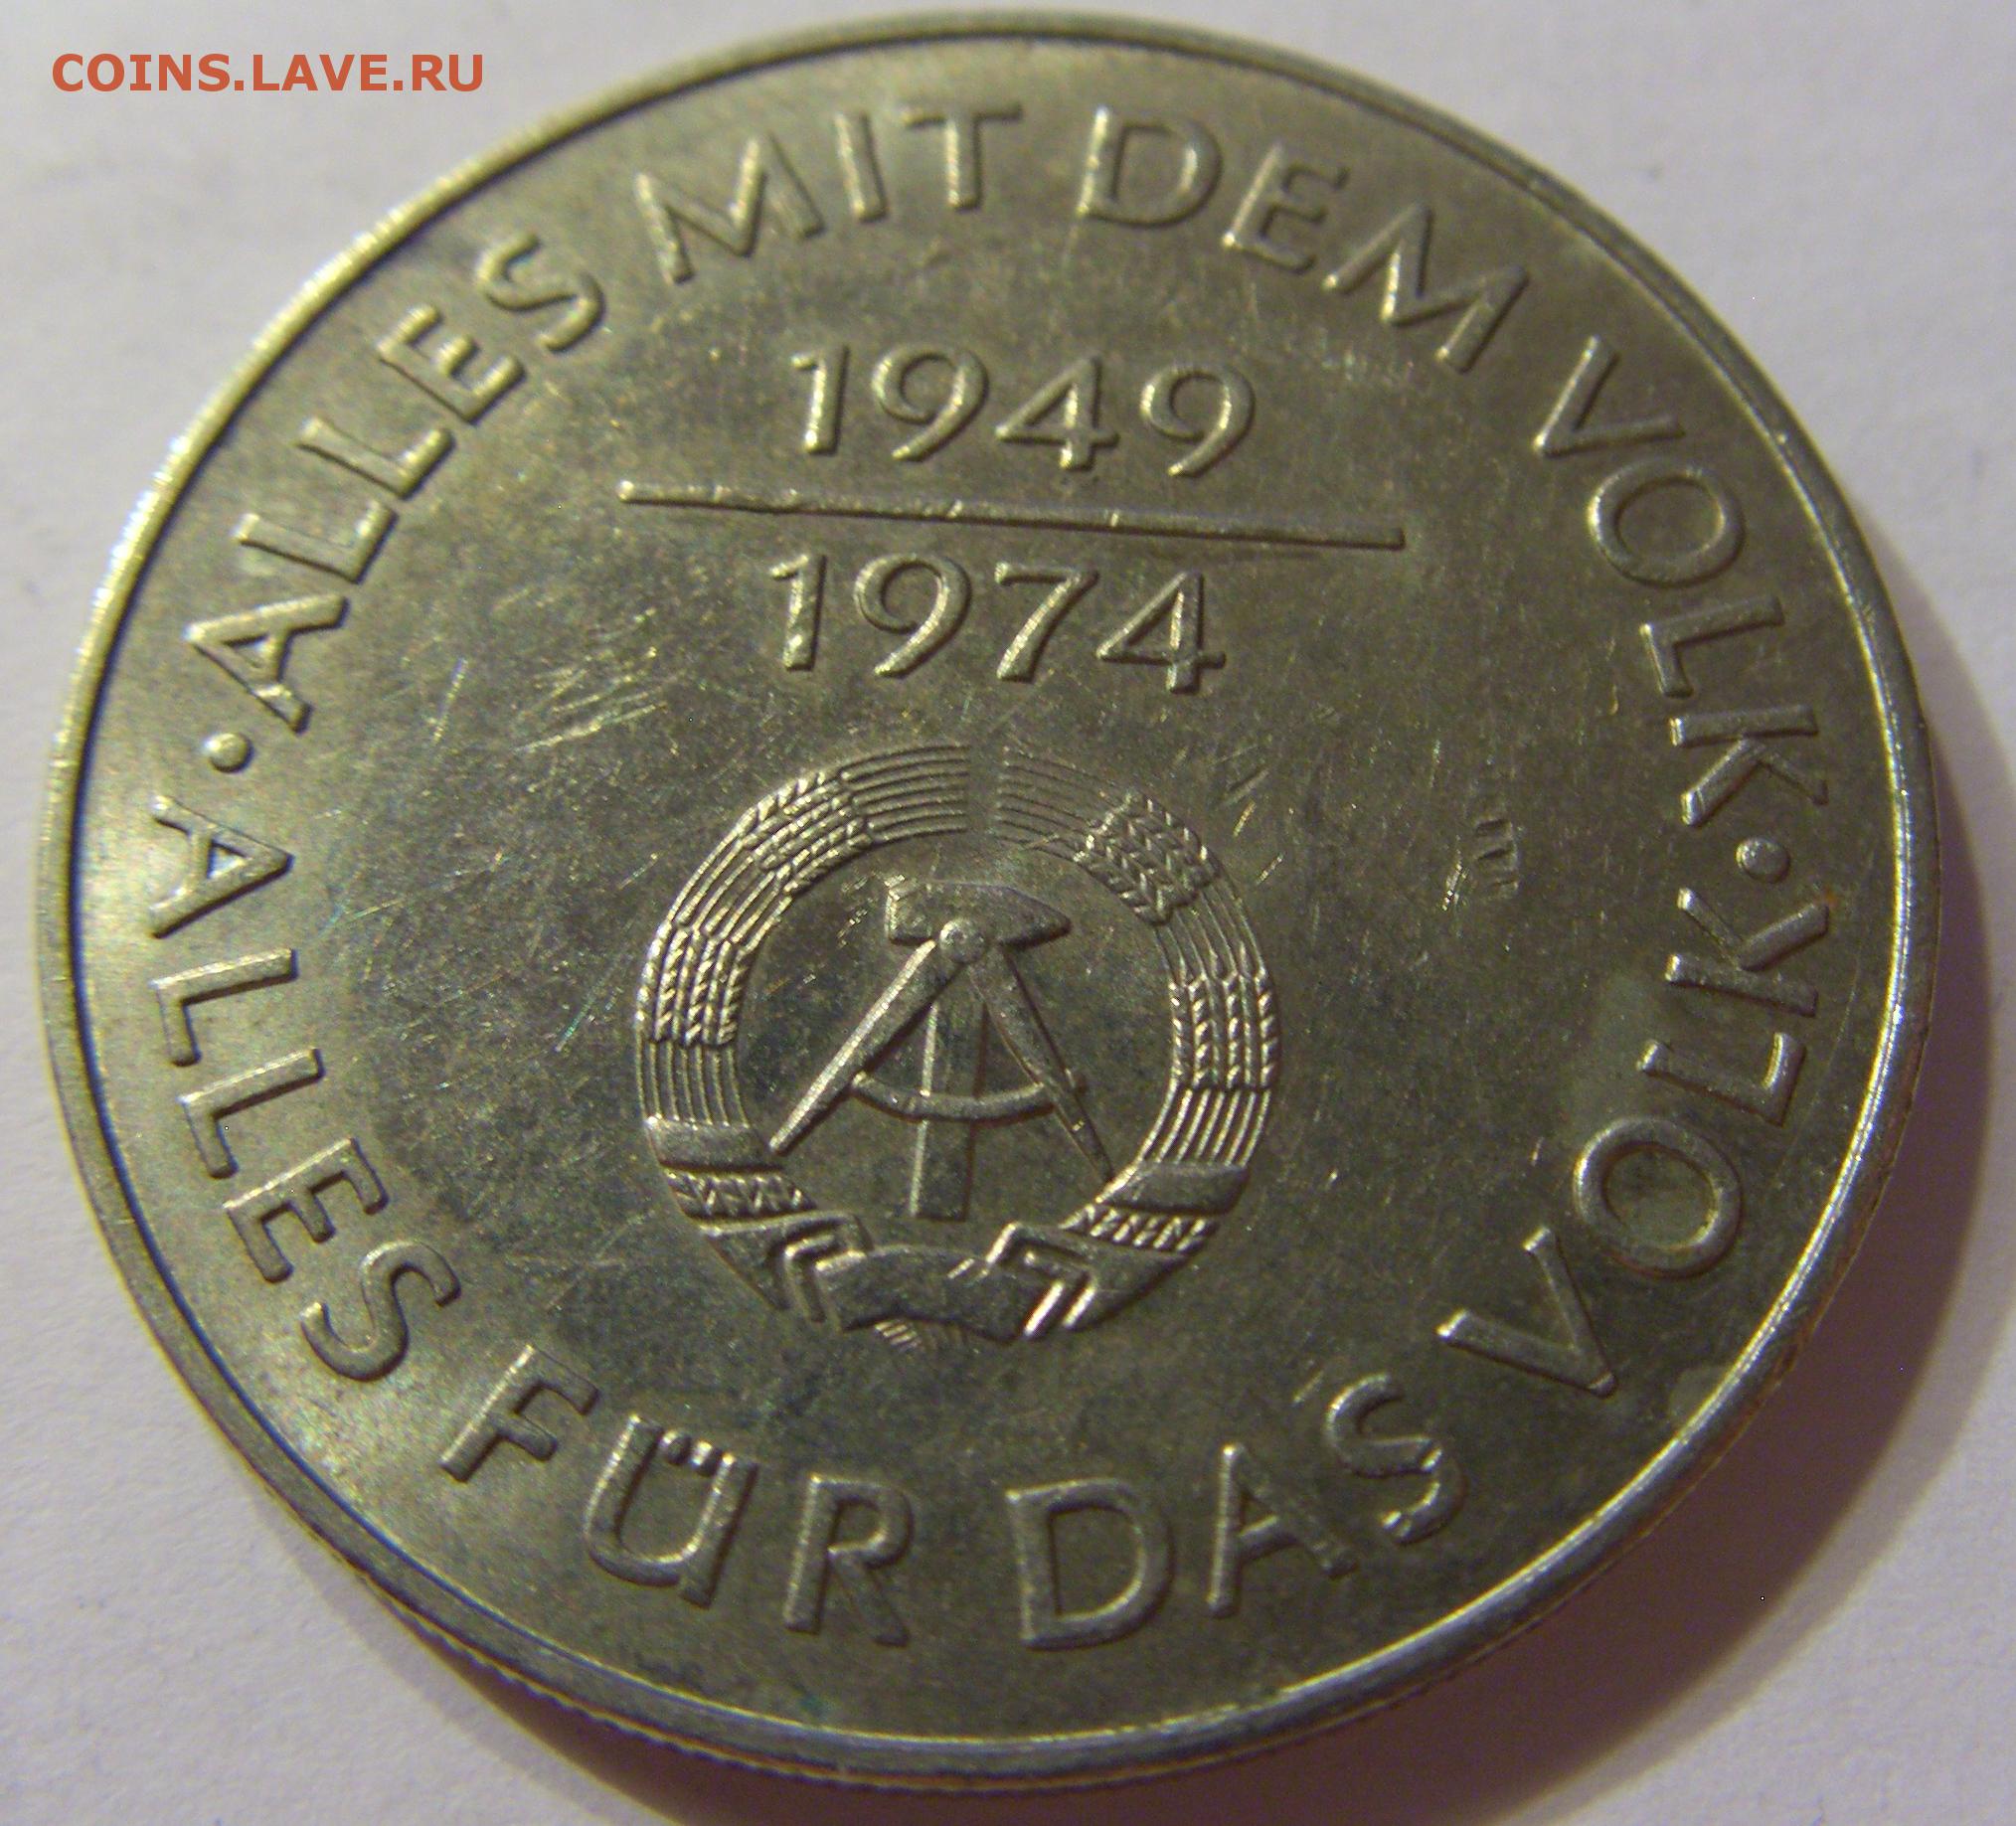 COINS.LAVE.RU
· ALLES MIT DEM VOLK ·
1949
1974
ALLES FÜR DAS VOLK